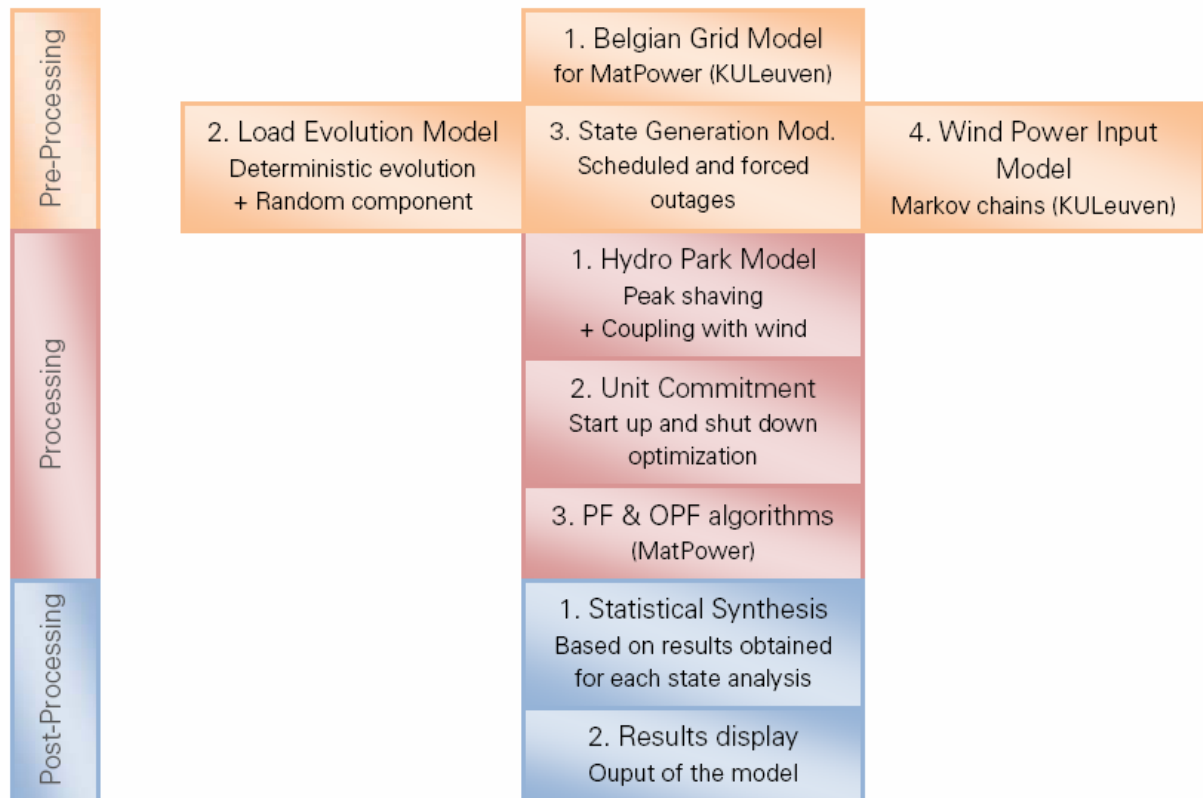 Pre-Processing
1. Belgian Grid Model
for MatPower (KULeuven)
2. Load Evolution Model
Deterministic evolution
+ Random component
3. State Generation Mod.
Scheduled and forced
outages
4. Wind Power Input
Model
Markov chains (KULeuven)
Processing
1. Hydro Park Model
Peak shaving
+ Coupling with wind
2. Unit Commitment
Start up and shut down
optimization
3. PF & OPF algorithms
(MatPower)
Post-Processing
1. Statistical Synthesis
Based on results obtained
for each state analysis
2. Results display
Ouput of the model